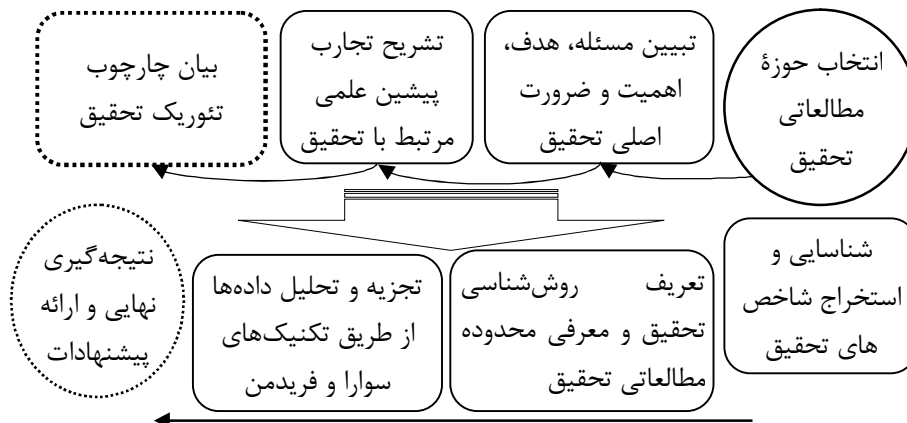 انتخاب حوزۀ
مطالعاتی
تحقیق
تبیین مسئله، هدف،
اهمیت و ضرورت
اصلی تحقیق
تشریح تجارب
پیشین علمی
مرتبط با تحقیق
بیان چارچوب
تئوریک تحقیق
شناسایی و
استخراج شاخص
های تحقیق
تعریف روش‌شناسی
تحقیق و معرفی محدوده
مطالعاتی تحقیق
تجزیه و تحلیل داده‌ها
از طریق تکنیک‌های
سوارا و فریدمن
نتیجه‌گیری
نهایی و ارائه
پیشنهادات